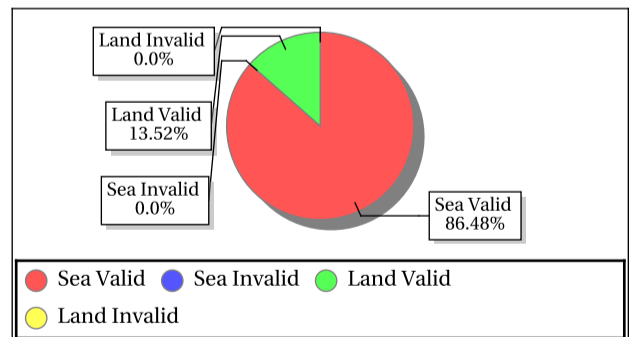 Land Invalid
0.0%
Land Valid
13.52%
Sea Invalid
0.0%
Sea Valid
86.48%
Sea Valid Sea Invalid Land Valid
Land Invalid